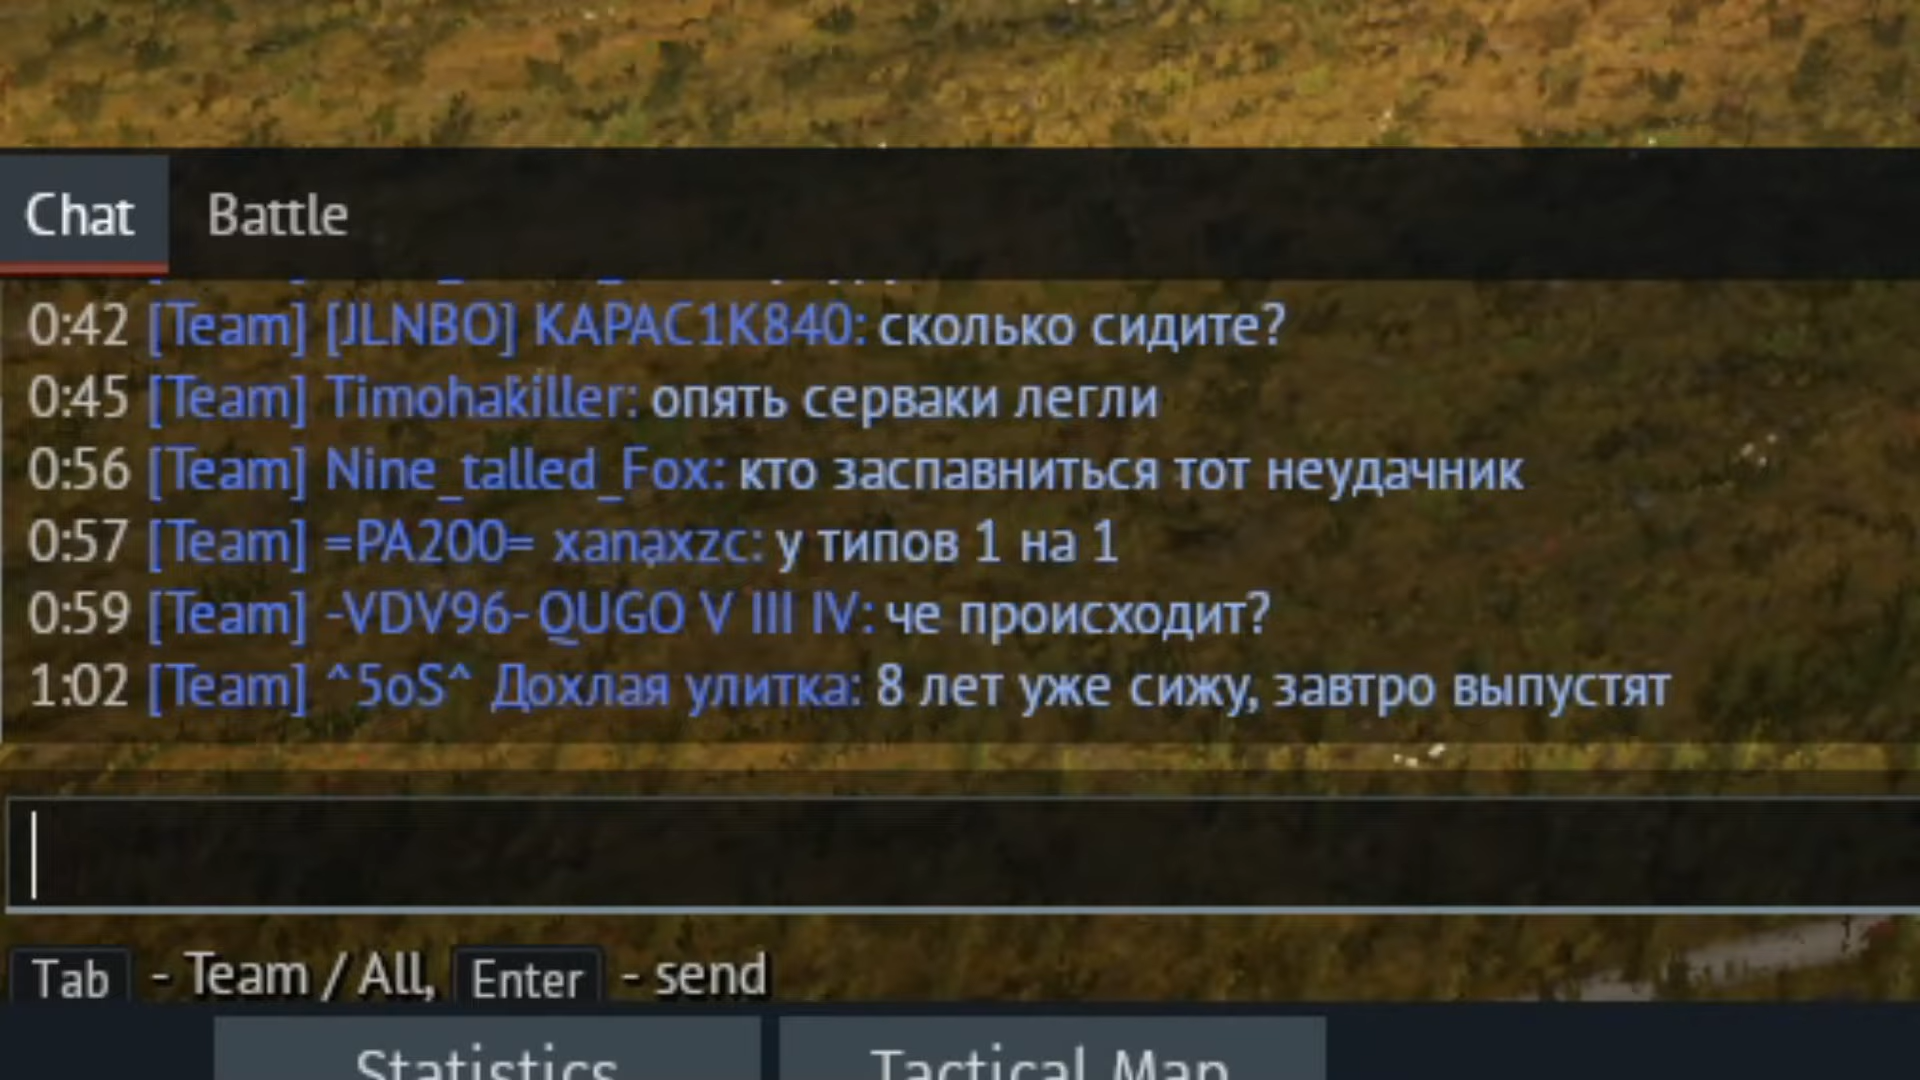 Chat Battle
0:42 [Team] [JLNBO] KAPAC1K840: сколько сидите?
0:45 [Team] Timohakiller: опять серваки легли
0:56 [Team] Nine_talled_Fox: кто заспавниться тот неудачник
0:57 [Team] =PA200= xanaxzc: у типов 1 на 1
0:59 [Team] -VDV96- QUGO V III IV: че происходит?
1:02 [Team] ^5oS^ Дохлая улитка: 8 лет уже сижу, завтро выпустят
Tab - Team / All, Enter - send
Statistics Tactical Map